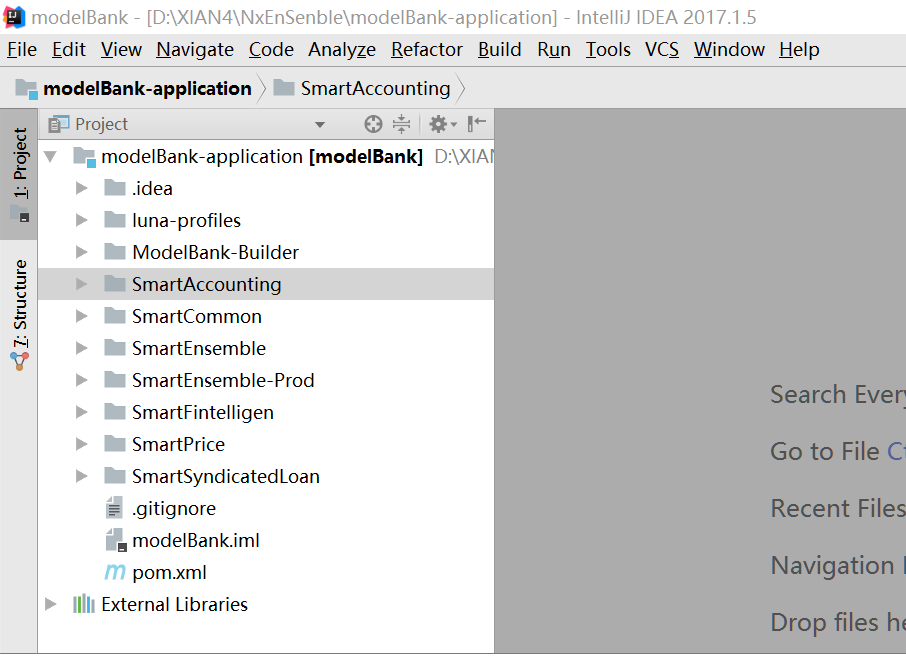 modelBank - [D:\XIAN4\NxEnSenble\modelBank-application] - IntelliJ IDEA 2017.1.5
File Edit View Navigate Code Analyze Refactor Build Run Tools VCS Window Help
modelBank-application SmartAccounting
1: Project
7: Structure
Project
modelBank-application [modelBank] D:\XIAN
.idea
luna-profiles
ModelBank-Builder
SmartAccounting
SmartCommon
SmartEnsemble
SmartEnsemble-Prod
SmartFintelligen
SmartPrice
SmartSyndicatedLoan
.gitignore
modelBank.iml
pom.xml
External Libraries
Search Every
Go to File
Recent Files
Navigation
Drop files he